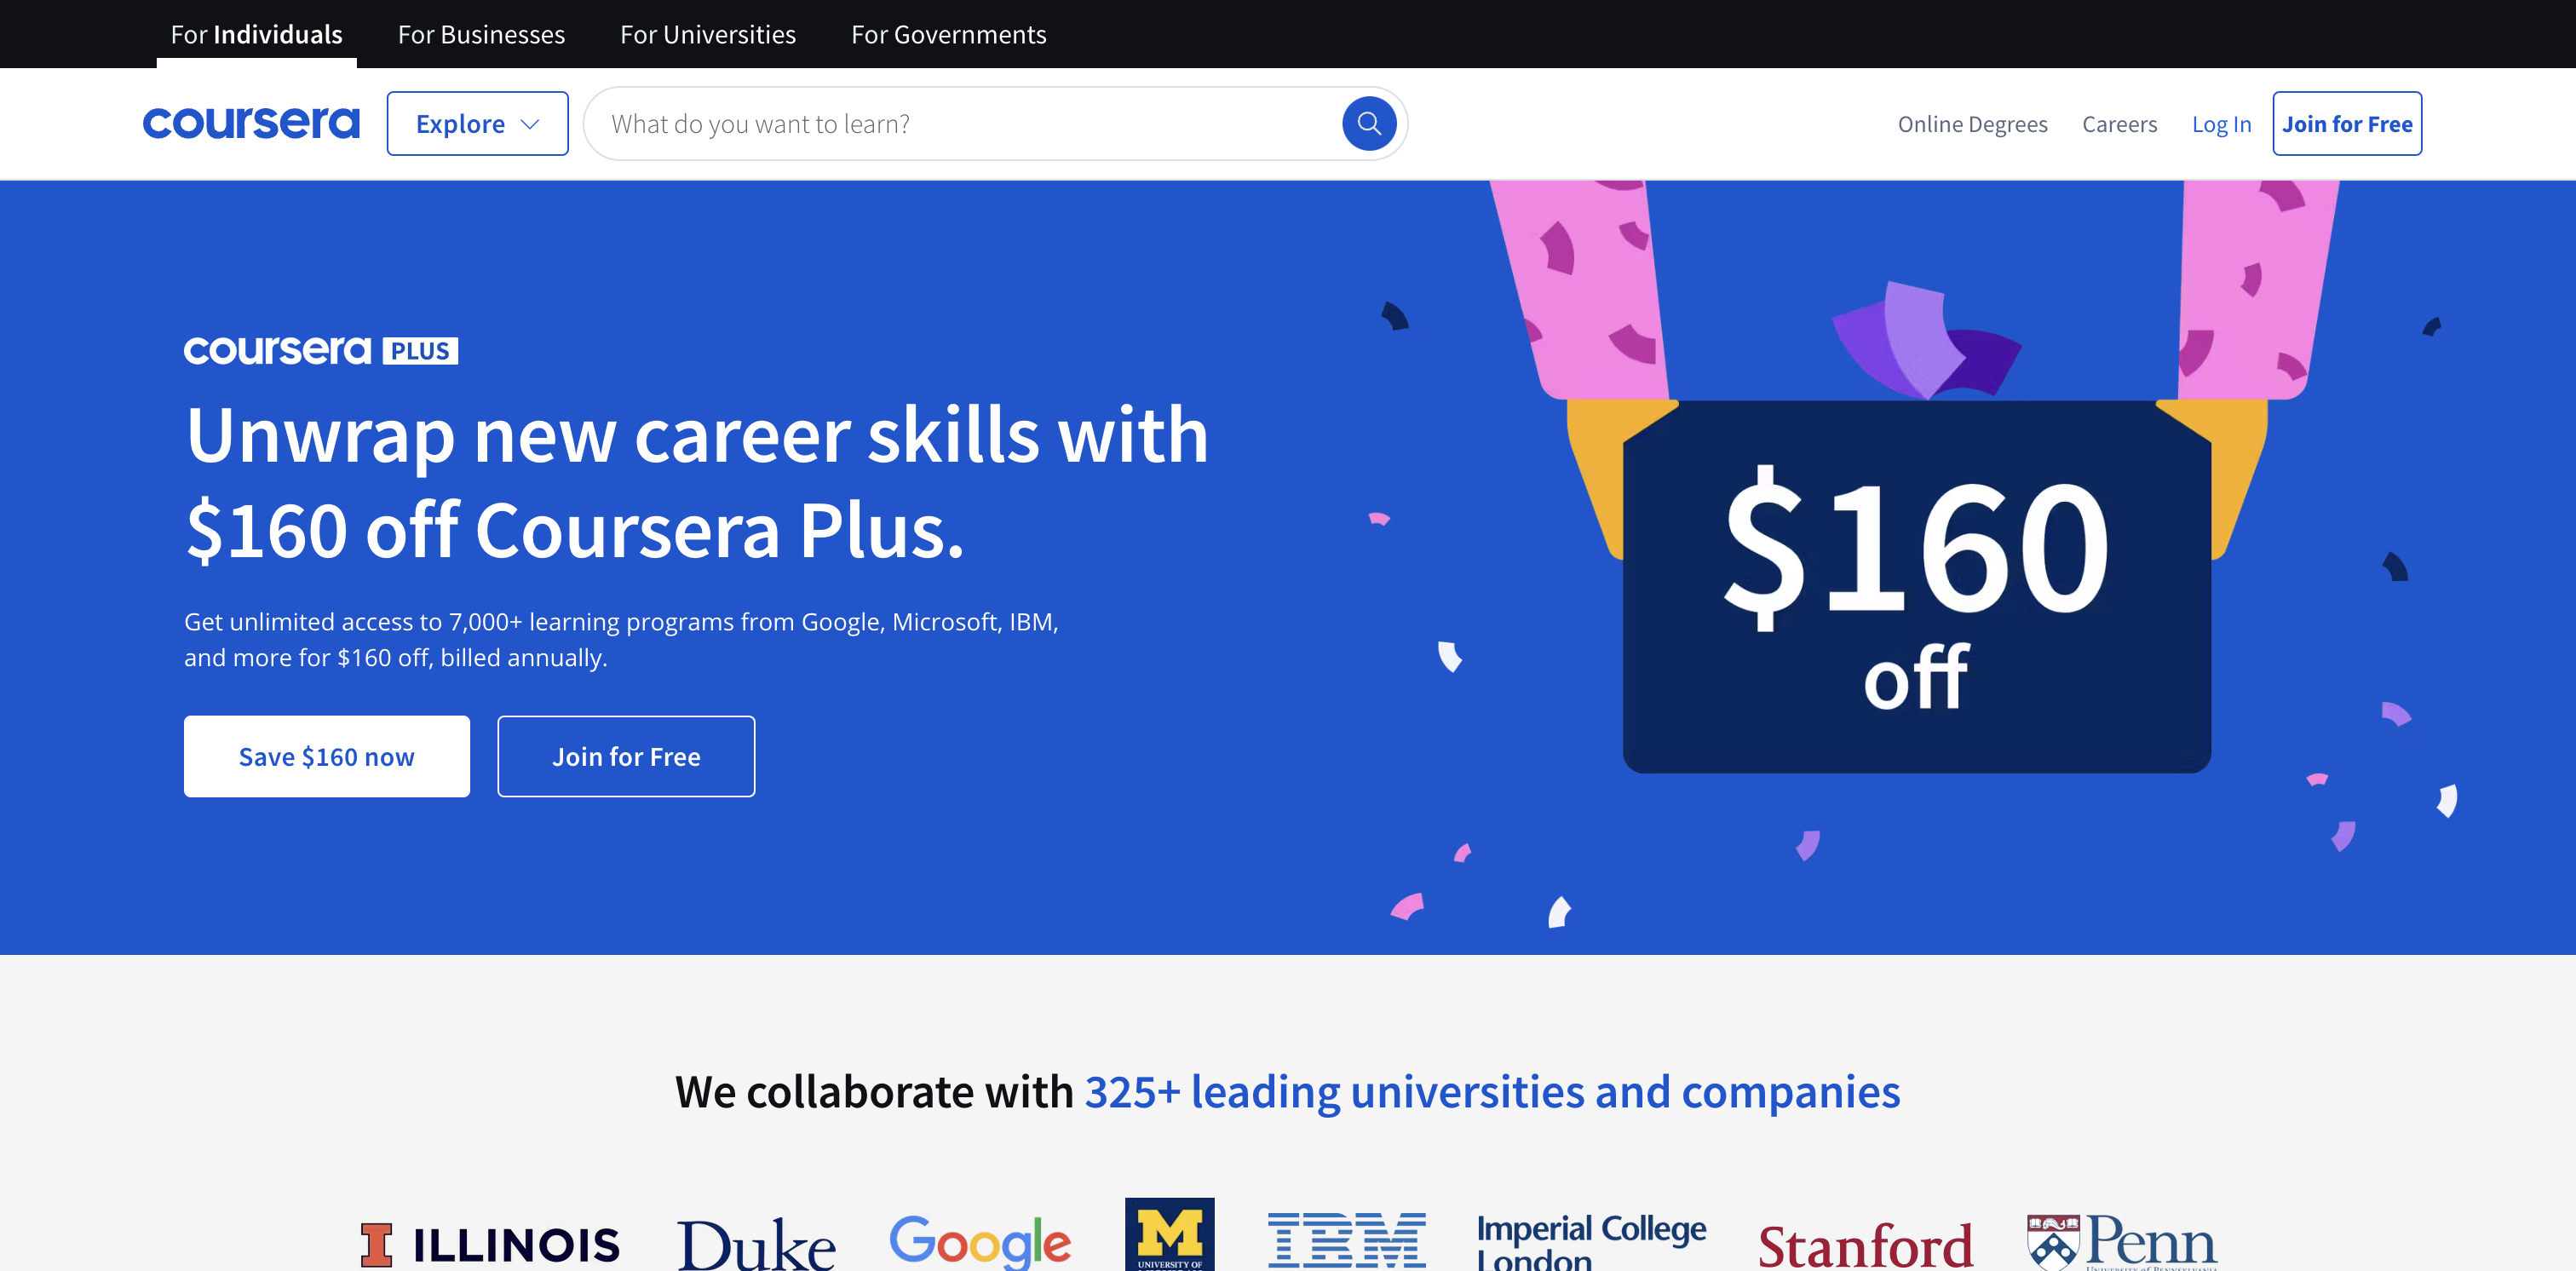 For Individuals For Businesses For Universities For Governments
coursera Explore What do you want to learn? Online Degrees Careers Log In Join for Free
coursera PLUS
Unwrap new career skills with
$160 off Coursera Plus.
Get unlimited access to 7,000+ learning programs from Google, Microsoft, IBM,
and more for $160 off, billed annually.
Save $160 now Join for Free
$160
off
We collaborate with 325+ leading universities and companies
I ILLINOIS Duke Google M IBM Imperial College Stanford Penn
UNIVERSITY OF London